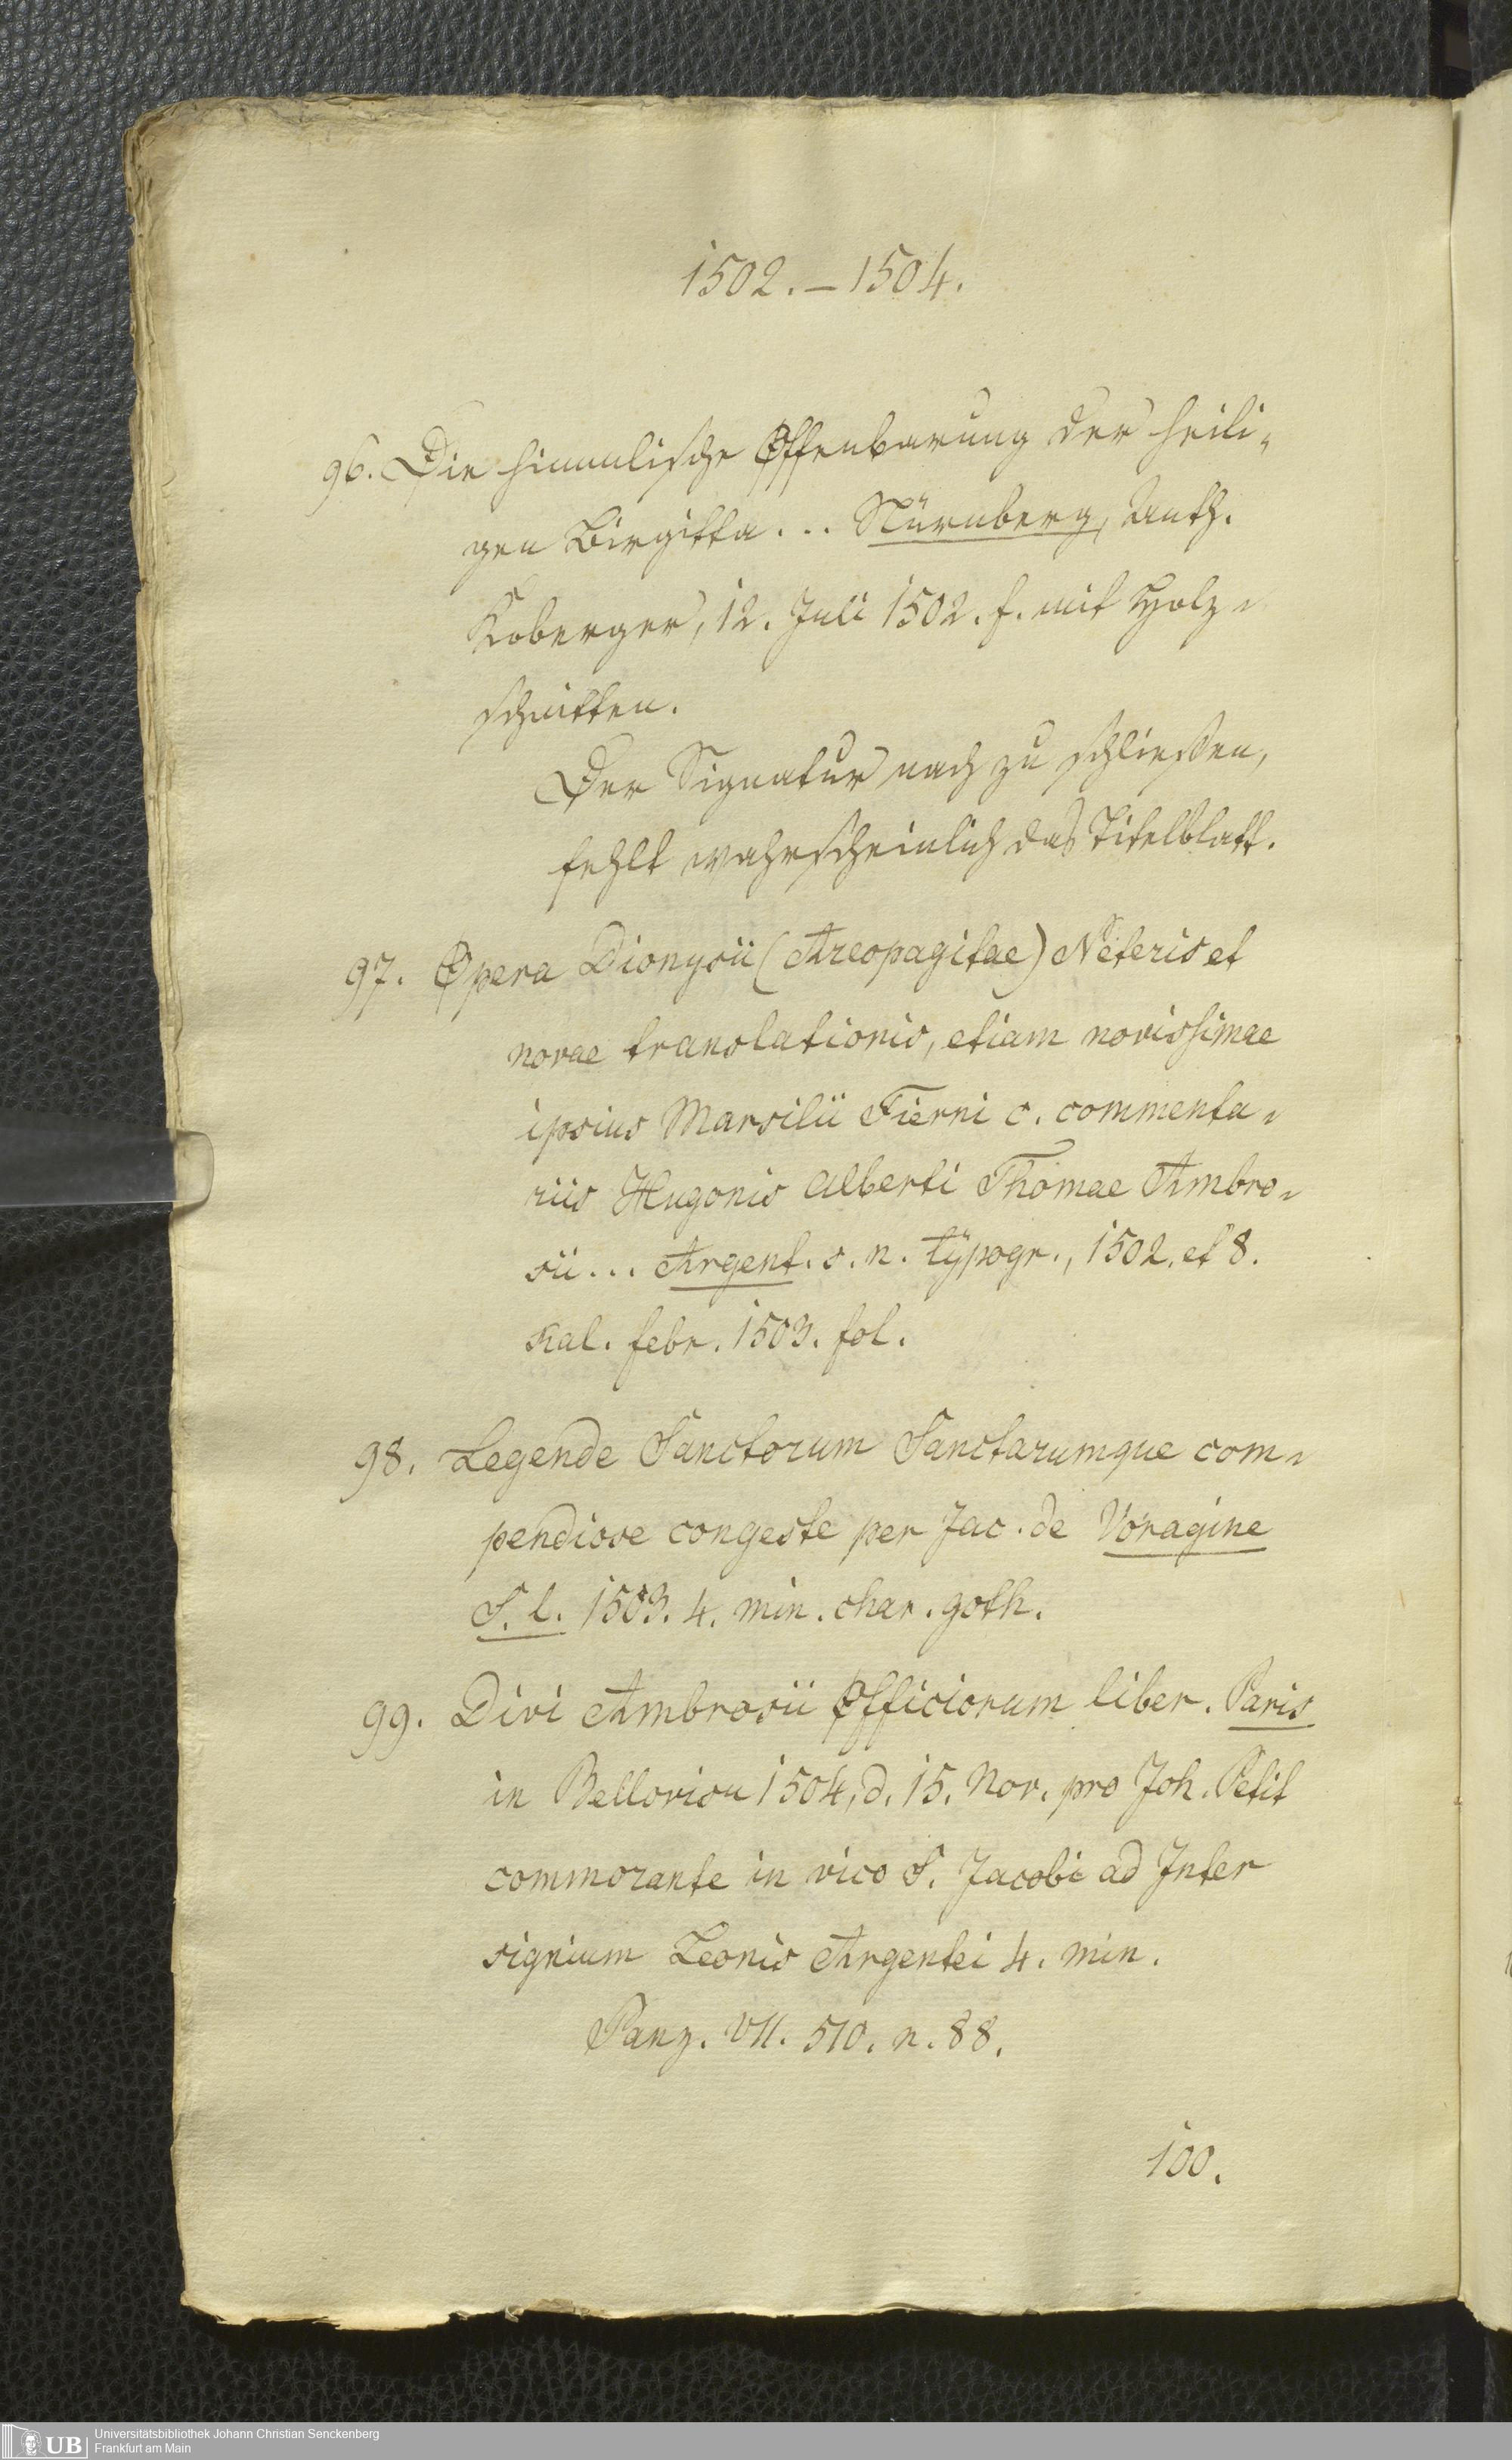 1502. – 1504.
96. Die himmlische Offenbarung der heili-
gen Birgitta... Nürnberg, Anth.
Koberger, 12. Juli 1502. f. mit Holz-
schnitten.
Der Signatur nach zu schließen,
fehlt wahrscheinlich das Titelblatt.
97. Opera Dionysii (Areopagitae) Veteris et
novae translationis, etiam novissimae
ipsius Marsilii Fierni c. commenta-
riis Hugonis Alberti Thomae Ambro-
sii... Argent. s. n. typogr., 1502. et 8.
Kal. febr. 1503. fol.
98. Legende Sanctorum Sanctarumque com-
pendiose congeste per Jac. de Voragine
S. l. 1503. 4. min. char. goth.
99. Divi Ambrosii Officiorum liber. Paris
in Bellovisu 1504, d. 15. Nov. pro Joh. Petit
commorante in vico S. Jacobi ad Inter
signium Leonis Argentei 4. min.
Panz. VII. 510. n. 88.
100.
UB Universitätsbibliothek Johann Christian Senckenberg
Frankfurt am Main